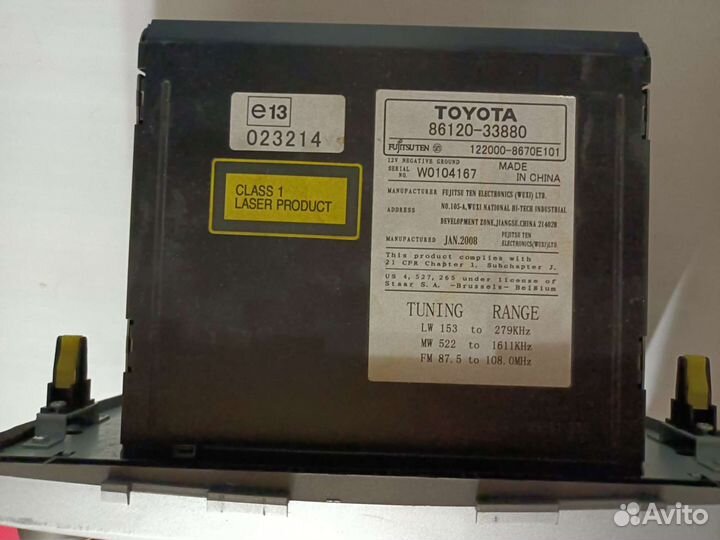 e13
023214
CLASS 1
LASER PRODUCT
TOYOTA
86120-33880
FUJITSU TEN 122000-8670E101
12V NEGATIVE GROUND
SERIAL NO. W0104167
MADE IN CHINA
MANUFACTURER FUJITSU TEN ELECTRONICS (WUXI) LTD.
ADDRESS NO.105-A,WUXI NATIONAL HI-TECH INDUSTRIAL
DEVELOPMENT ZONE,JIANGSE.CHINA 214028
MANUFACTURED JAN.2008 FUJITSU TEN ELECTRONICS(WUXI)LTD
This product complies with
21 CFR Chapter 1, Subchapter J.
US 4,527,265 under license of
Staar S.A. -Brussels- Belgium
TUNING RANGE
LW 153 to 279KHz
MW 522 to 1611KHz
FM 87.5 to 108.0MHz
Avito